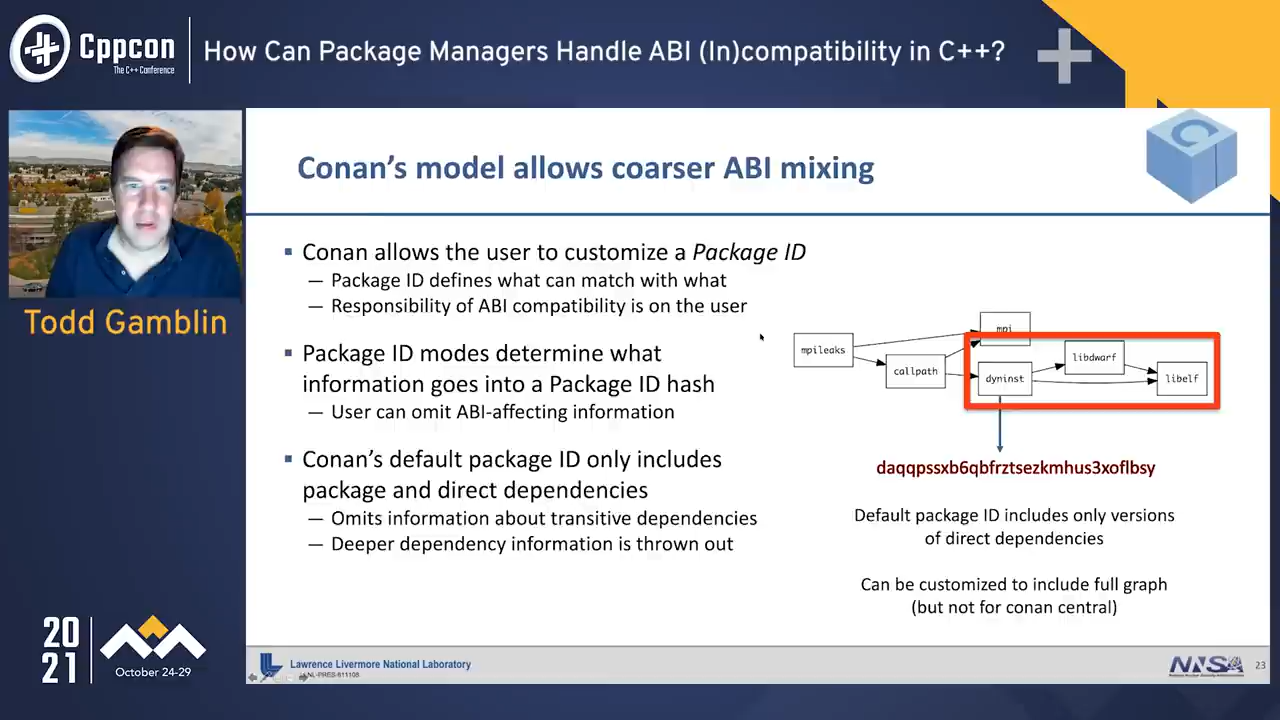 Cppcon
The C++ Conference
How Can Package Managers Handle ABI (In)compatibility in C++?
Todd Gamblin
2021
October 24-29
Conan's model allows coarser ABI mixing
▪ Conan allows the user to customize a Package ID
— Package ID defines what can match with what
— Responsibility of ABI compatibility is on the user
▪ Package ID modes determine what
information goes into a Package ID hash
— User can omit ABI-affecting information
▪ Conan's default package ID only includes
package and direct dependencies
— Omits information about transitive dependencies
— Deeper dependency information is thrown out
mpileaks
mpi
callpath
dyninst
libdwarf
libelf
daqqpssxb6qbfrztsezkmhus3xoflbsy
Default package ID includes only versions
of direct dependencies
Can be customized to include full graph
(but not for conan central)
Lawrence Livermore National Laboratory
NNSA
23